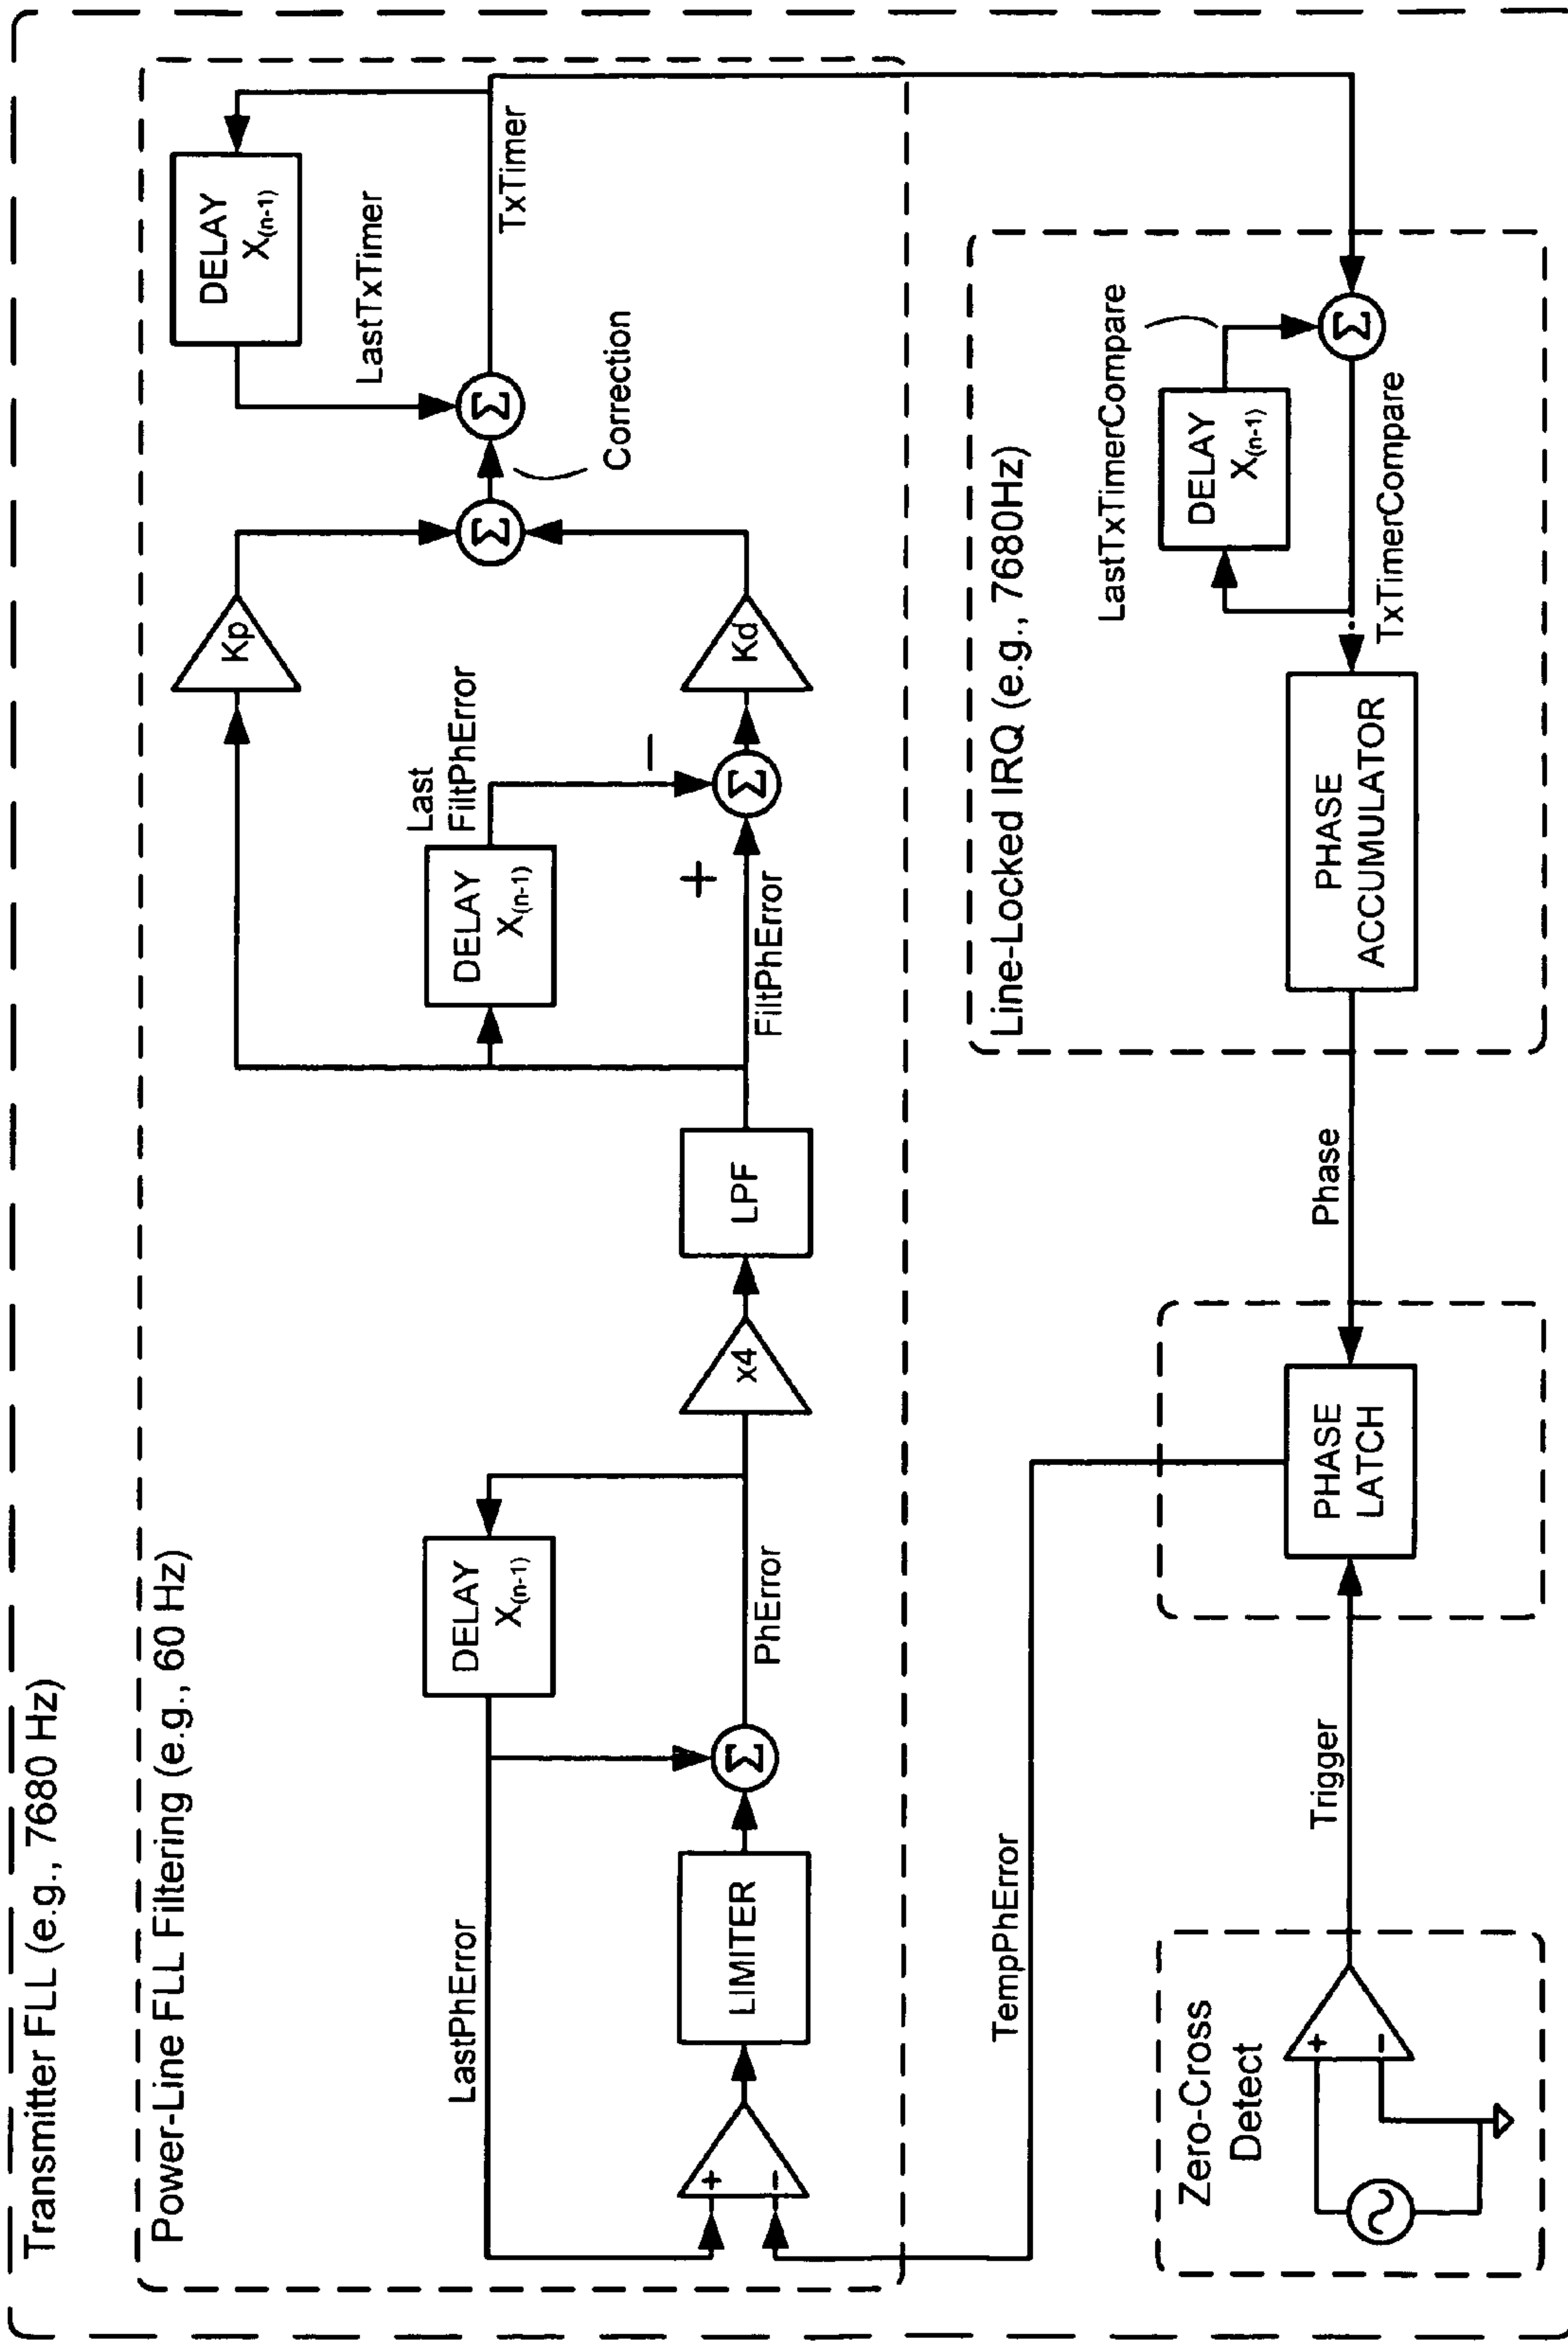 Transmitter FLL (e.g., 7680 Hz)
Power-Line FLL Filtering (e.g., 60 Hz)
LastPhError
+
−
LIMITER
Σ
DELAY
X(n-1)
PhError
x4
LPF
FiltPhError
DELAY
X(n-1)
Last
FiltPhError
+
−
Σ
Kp
Kd
Σ
Correction
Σ
LastTxTimer
DELAY
X(n-1)
TxTimer
TempPhError
Zero-Cross
Detect
+
−
Trigger
PHASE
LATCH
Phase
Line-Locked IRQ (e.g., 7680Hz)
PHASE
ACCUMULATOR
TxTimerCompare
DELAY
X(n-1)
LastTxTimerCompare
Σ